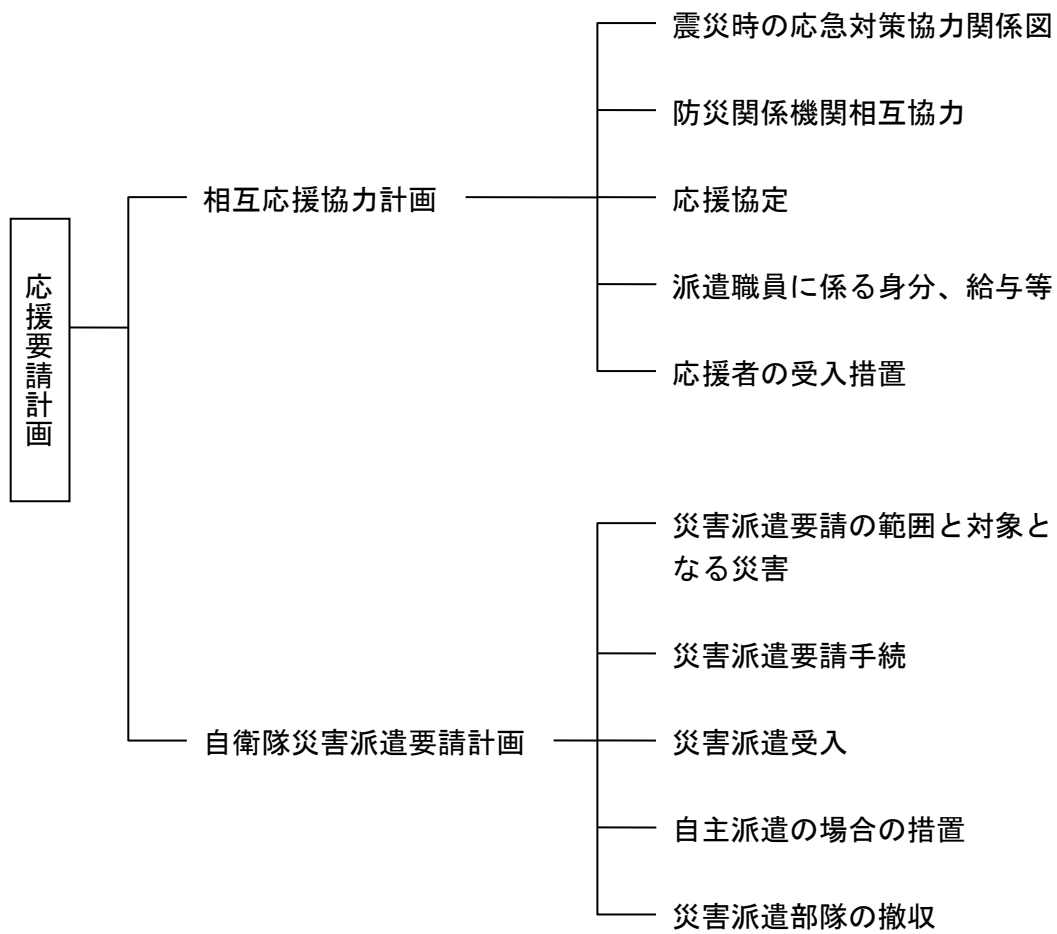 応援要請計画
相互応援協力計画
震災時の応急対策協力関係図
防災関係機関相互協力
応援協定
派遣職員に係る身分、給与等
応援者の受入措置
自衛隊災害派遣要請計画
災害派遣要請の範囲と対象と
なる災害
災害派遣要請手続
災害派遣受入
自主派遣の場合の措置
災害派遣部隊の撤収